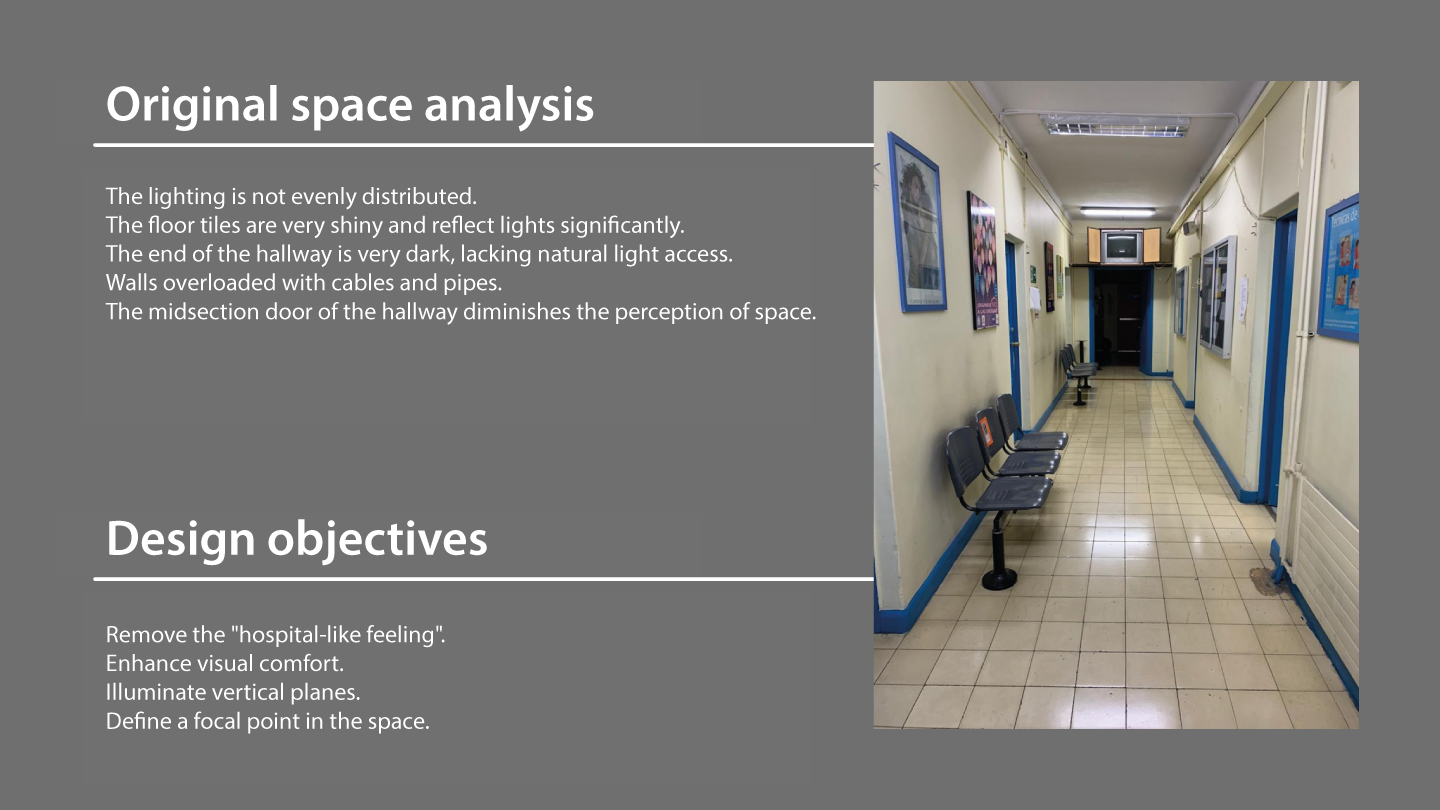 Original space analysis
The lighting is not evenly distributed.
The floor tiles are very shiny and reflect lights significantly.
The end of the hallway is very dark, lacking natural light access.
Walls overloaded with cables and pipes.
The midsection door of the hallway diminishes the perception of space.
Design objectives
Remove the "hospital-like feeling".
Enhance visual comfort.
Illuminate vertical planes.
Define a focal point in the space.
Técnicas de